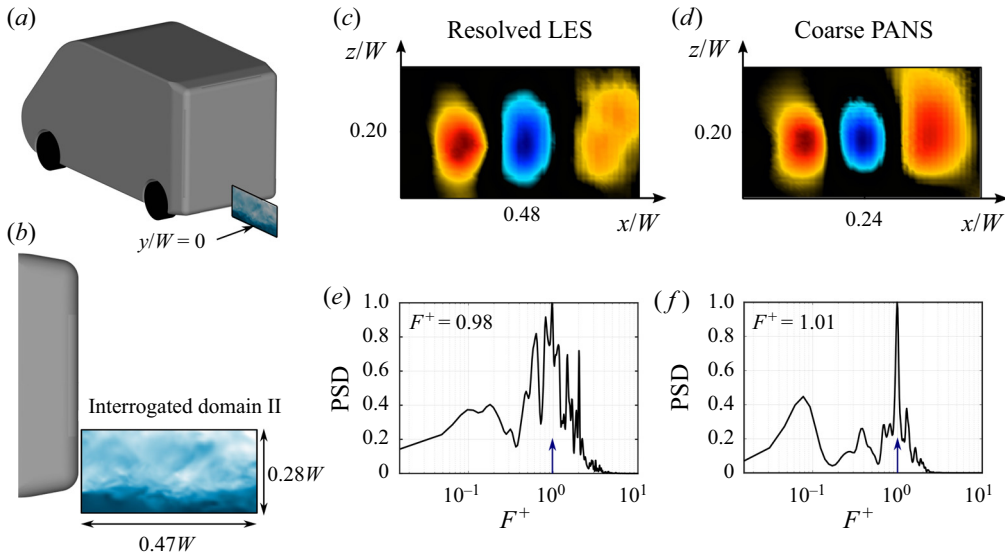 (a)
y/W = 0
(b)
Interrogated domain II
0.28W
0.47W
(c)
Resolved LES
z/W
0.20
0.48
x/W
(d)
Coarse PANS
z/W
0.20
0.24
x/W
(e)
F+ = 0.98
PSD
1.0
0.8
0.6
0.4
0.2
0
10−1
100
101
F+
(f)
F+ = 1.01
PSD
1.0
0.8
0.6
0.4
0.2
0
10−1
100
101
F+